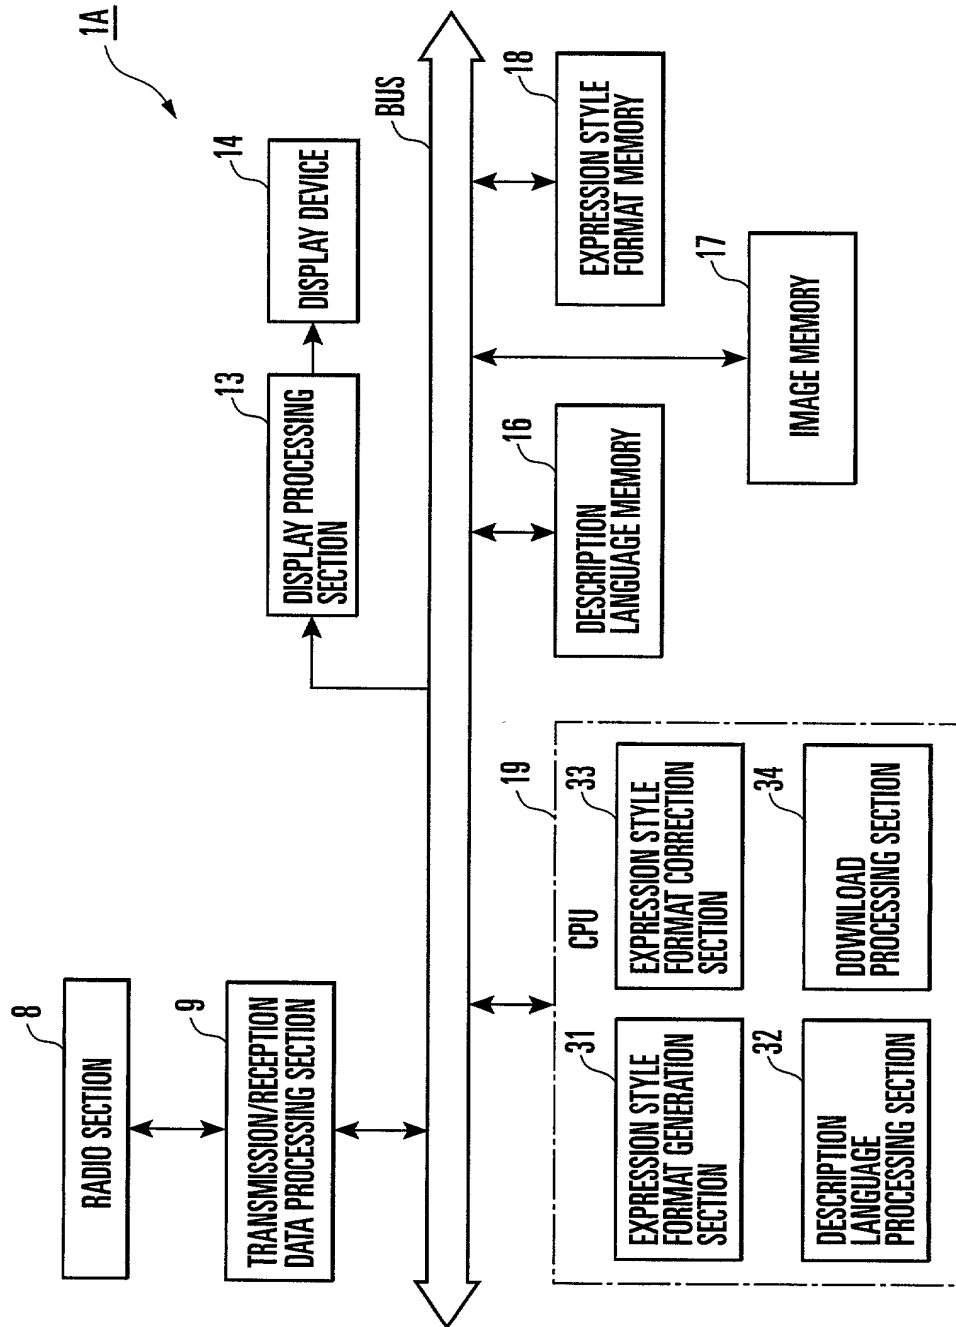 1A
8
RADIO SECTION
9
TRANSMISSION/RECEPTION
DATA PROCESSING SECTION
13
DISPLAY PROCESSING
SECTION
14
DISPLAY DEVICE
BUS
19
CPU
31
EXPRESSION STYLE
FORMAT GENERATION
SECTION
33
EXPRESSION STYLE
FORMAT CORRECTION
SECTION
32
DESCRIPTION
LANGUAGE
PROCESSING SECTION
34
DOWNLOAD
PROCESSING SECTION
16
DESCRIPTION
LANGUAGE MEMORY
18
EXPRESSION STYLE
FORMAT MEMORY
17
IMAGE MEMORY